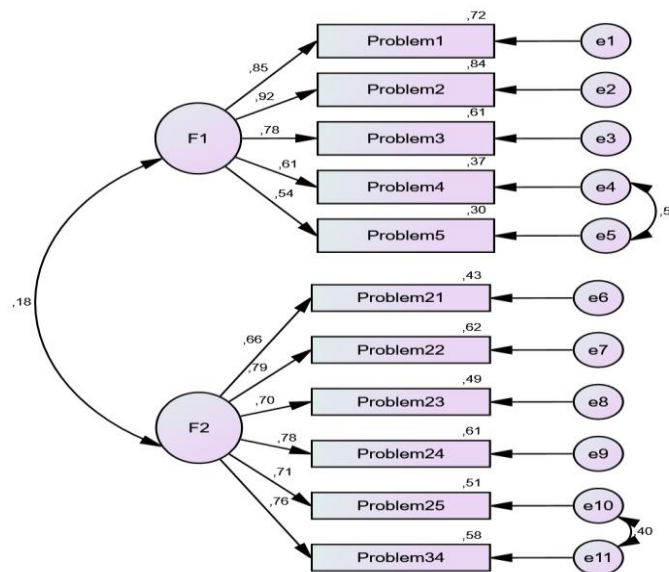 ,72
Problem1
e1
,85
,84
Problem2
e2
,92
,61
F1
,78
Problem3
e3
,61
,37
Problem4
e4
,54
,30
,5
Problem5
e5
,18
,43
Problem21
e6
,66
,62
Problem22
e7
,79
,49
,70
Problem23
e8
F2
,78
,61
Problem24
e9
,71
,51
,76
Problem25
e10
,40
,58
Problem34
e11